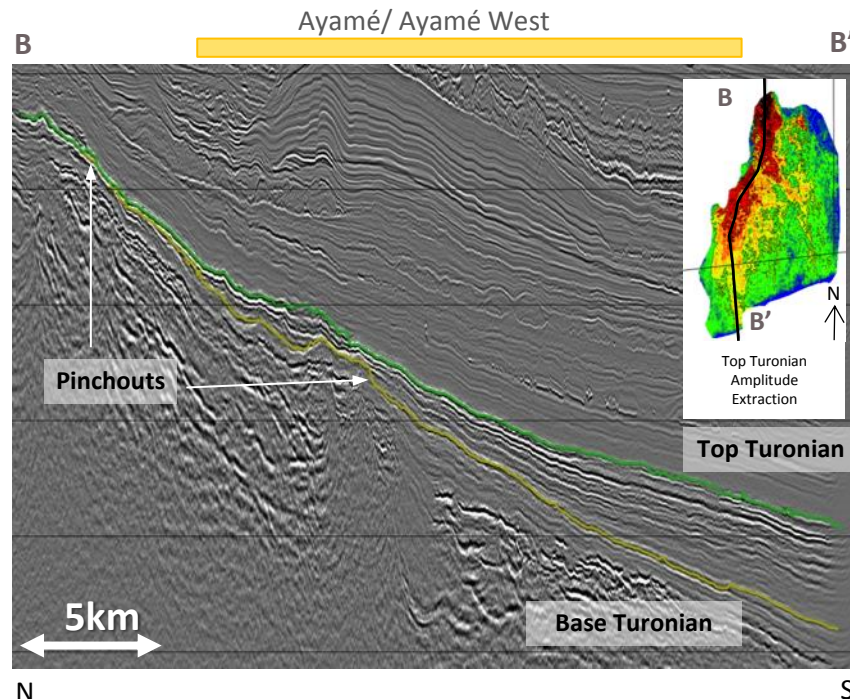 Ayamé/ Ayamé West
B
B'
B
N
B'
Top Turonian
Amplitude
Extraction
Pinchouts
Top Turonian
Base Turonian
5km
N
S